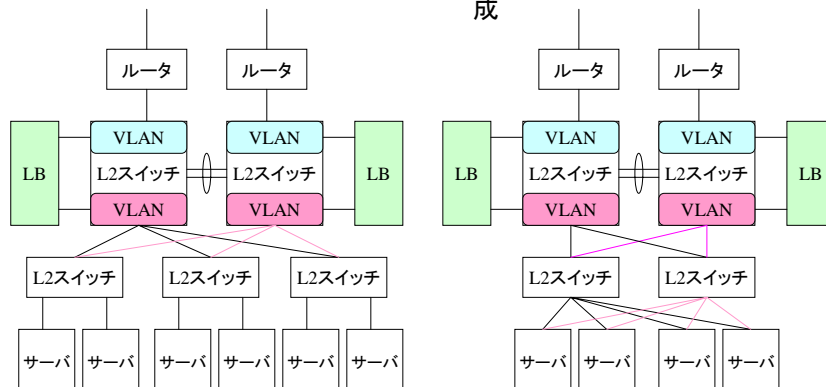 成
ルータ ルータ ルータ ルータ
VLAN VLAN VLAN VLAN
LB L2スイッチ L2スイッチ LB LB L2スイッチ L2スイッチ LB
VLAN VLAN VLAN VLAN
L2スイッチ L2スイッチ L2スイッチ L2スイッチ L2スイッチ
サーバ サーバ サーバ サーバ サーバ サーバ サーバ サーバ サーバ サーバ